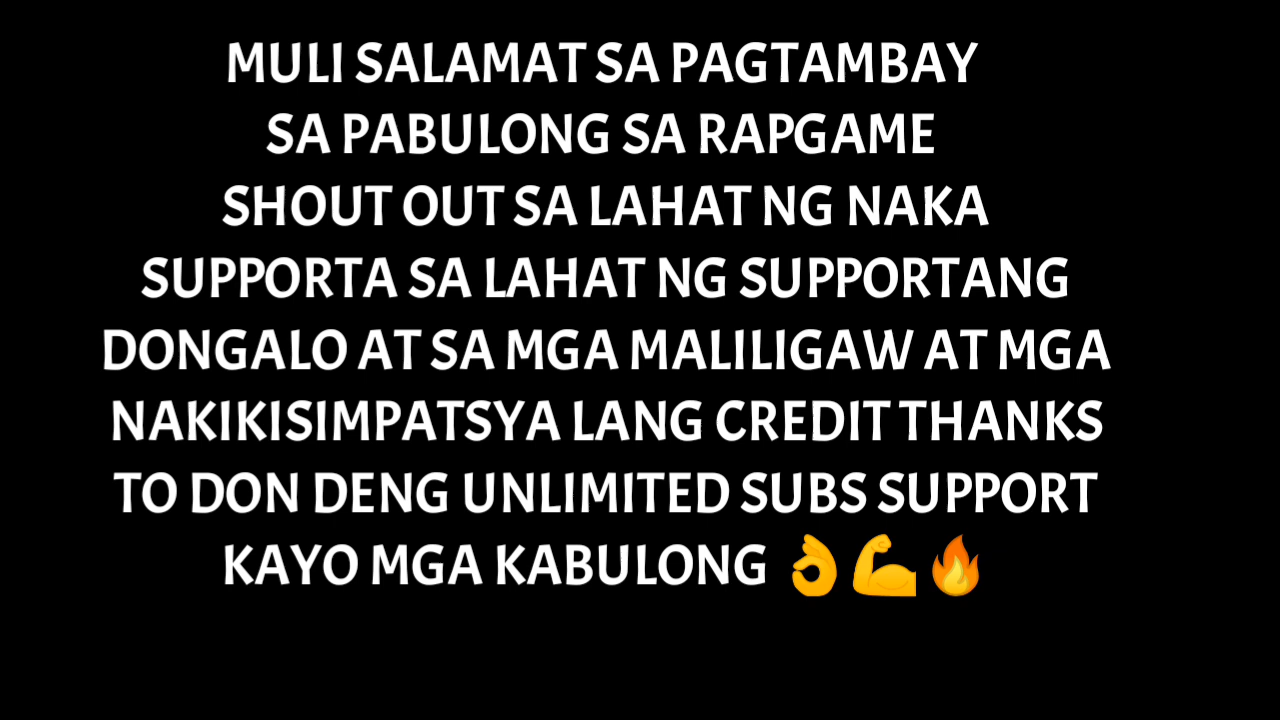 MULI SALAMAT SA PAGTAMBAY
SA PABULONG SA RAPGAME
SHOUT OUT SA LAHAT NG NAKA
SUPPORTA SA LAHAT NG SUPPORTANG
DONGALO AT SA MGA MALILIGAW AT MGA
NAKIKISIMPATSYA LANG CREDIT THANKS
TO DON DENG UNLIMITED SUBS SUPPORT
KAYO MGA KABULONG 👌💪🔥